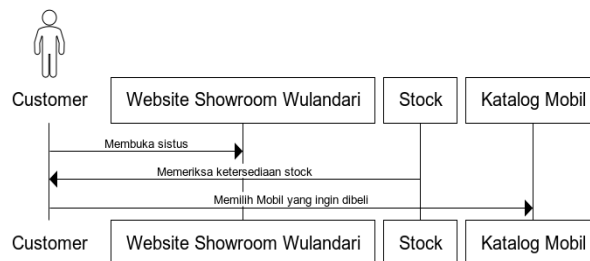 Customer
Website Showroom Wulandari
Stock
Katalog Mobil
Membuka sistus
Memeriksa ketersediaan stock
Memilih Mobil yang ingin dibeli
Customer
Website Showroom Wulandari
Stock
Katalog Mobil